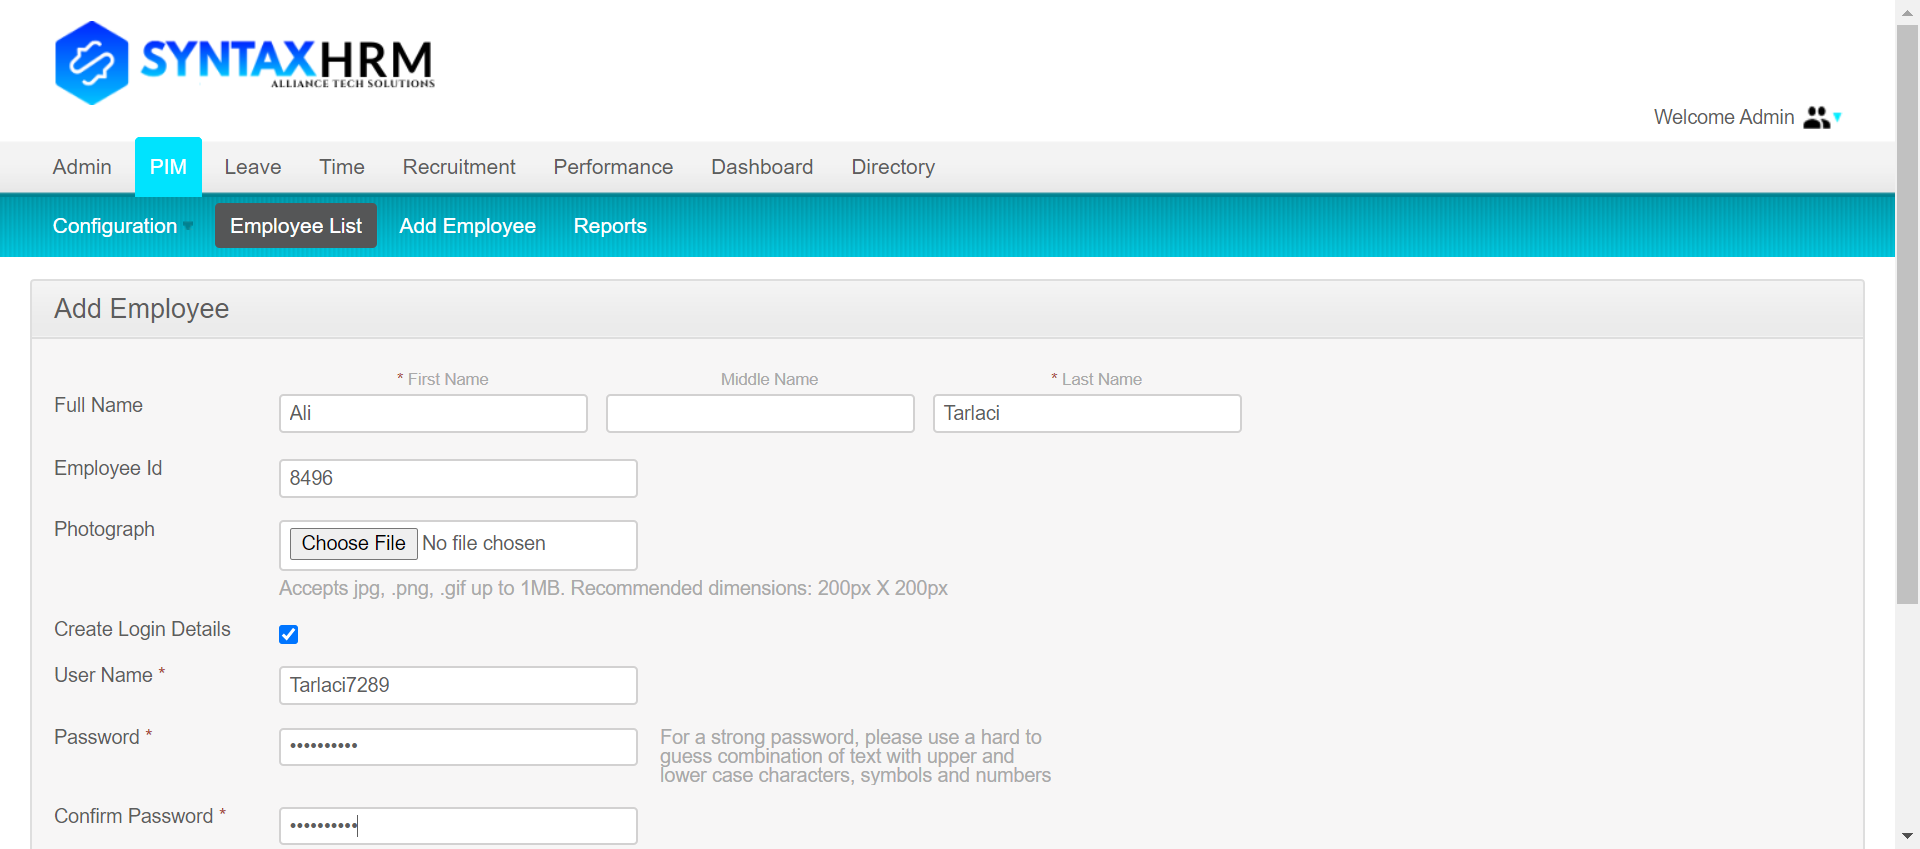 SYNTAXHRM
ALLIANCE TECH SOLUTIONS
Welcome Admin
Admin PIM Leave Time Recruitment Performance Dashboard Directory
Configuration Employee List Add Employee Reports
Add Employee
* First Name Middle Name * Last Name
Full Name Ali Tarlaci
Employee Id 8496
Photograph Choose File No file chosen
Accepts jpg, .png, .gif up to 1MB. Recommended dimensions: 200px X 200px
Create Login Details
User Name * Tarlaci7289
Password * ••••••••••
For a strong password, please use a hard to
guess combination of text with upper and
lower case characters, symbols and numbers
Confirm Password * ••••••••••